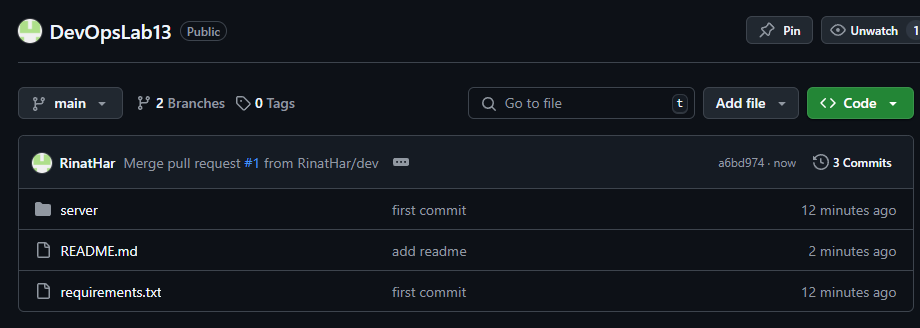 DevOpsLab13 Public Pin Unwatch 1
main 2 Branches 0 Tags Go to file t Add file Code
RinatHar Merge pull request #1 from RinatHar/dev a6bd974 · now 3 Commits
server first commit 12 minutes ago
README.md add readme 2 minutes ago
requirements.txt first commit 12 minutes ago